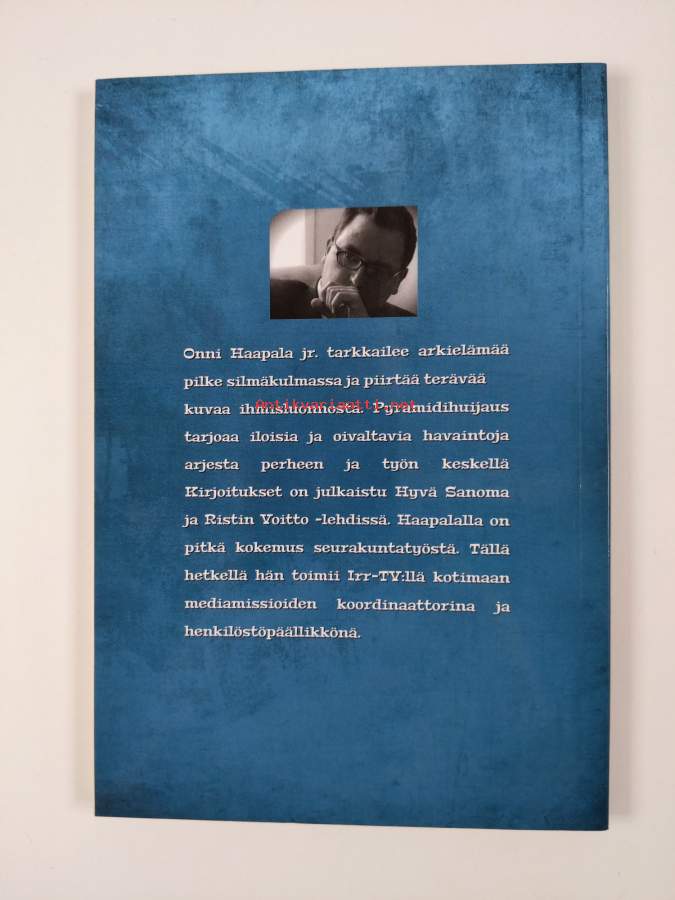 Onni Haapala jr. tarkkailee arkielämää
pilke silmäkulmassa ja piirtää terävää
kuvaa ihmisluonnosta. Pyramidihuijaus
Antikvariaatti.net
tarjoaa iloisia ja oivaltavia havaintoja
arjesta perheen ja työn keskellä
Kirjoitukset on julkaistu Hyvä Sanoma
ja Ristin Voitto -lehdissä. Haapalalla on
pitkä kokemus seurakuntatyöstä. Tällä
hetkellä hän toimii Irr-TV:llä kotimaan
mediamissioiden koordinaattorina ja
henkilöstöpäällikkönä.